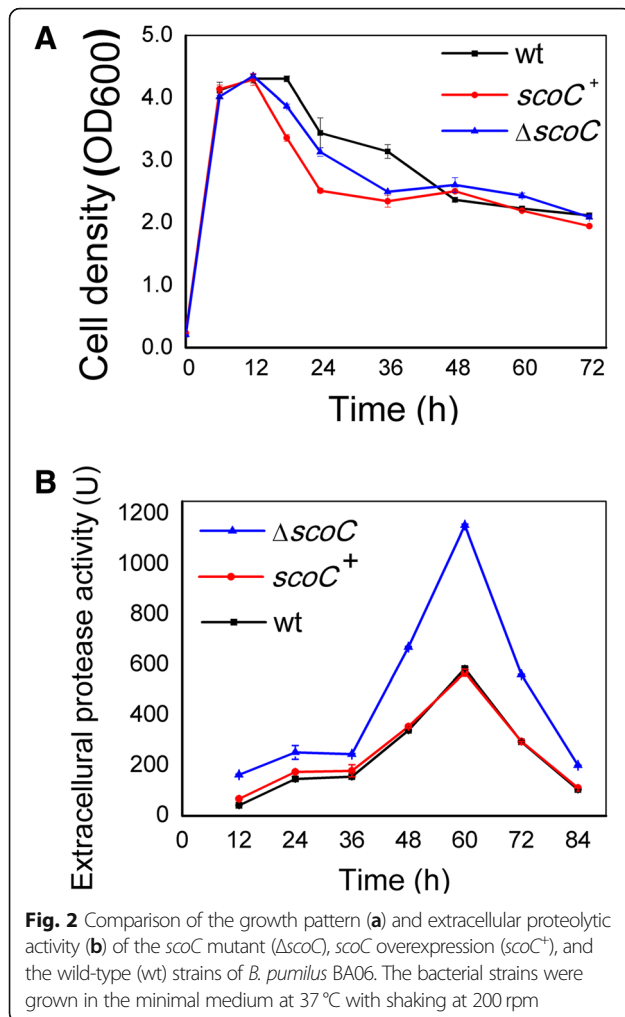 A
Cell density (OD600)
5.0
4.0
3.0
2.0
1.0
0.0
wt
scoC+
ΔscoC
0 12 24 36 48 60 72
Time (h)
B
Extracellural protease activity (U)
1200
1000
800
600
400
200
0
ΔscoC
scoC+
wt
0 12 24 36 48 60 72 84
Time (h)
Fig. 2 Comparison of the growth pattern (a) and extracellular proteolytic
activity (b) of the scoC mutant (ΔscoC), scoC overexpression (scoC+), and
the wild-type (wt) strains of B. pumilus BA06. The bacterial strains were
grown in the minimal medium at 37 °C with shaking at 200 rpm